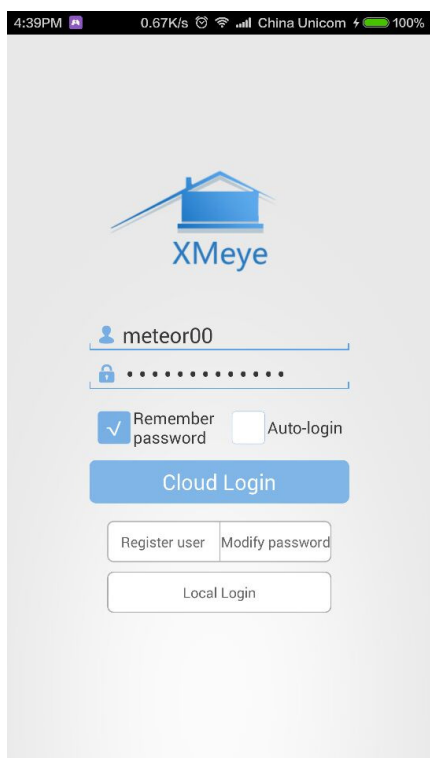 4:39PM 0.67K/s China Unicom 100%
XMeye
meteor00
•••••••••••••
Remember password
Auto-login
Cloud Login
Register user Modify password
Local Login